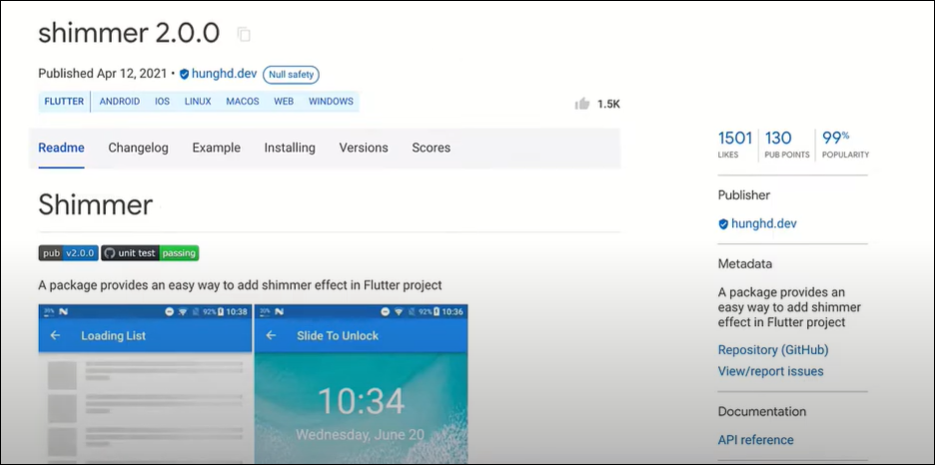 shimmer 2.0.0
Published Apr 12, 2021 • hunghd.dev Null safety
FLUTTER ANDROID IOS LINUX MACOS WEB WINDOWS
1.5K
Readme Changelog Example Installing Versions Scores
Shimmer
pub v2.0.0 unit test passing
A package provides an easy way to add shimmer effect in Flutter project
92% 10:38
Loading List
92% 10:36
Slide To Unlock
10:34
Wednesday, June 20
1501 130 99%
LIKES PUB POINTS POPULARITY
Publisher
hunghd.dev
Metadata
A package provides an
easy way to add shimmer
effect in Flutter project
Repository (GitHub)
View/report issues
Documentation
API reference